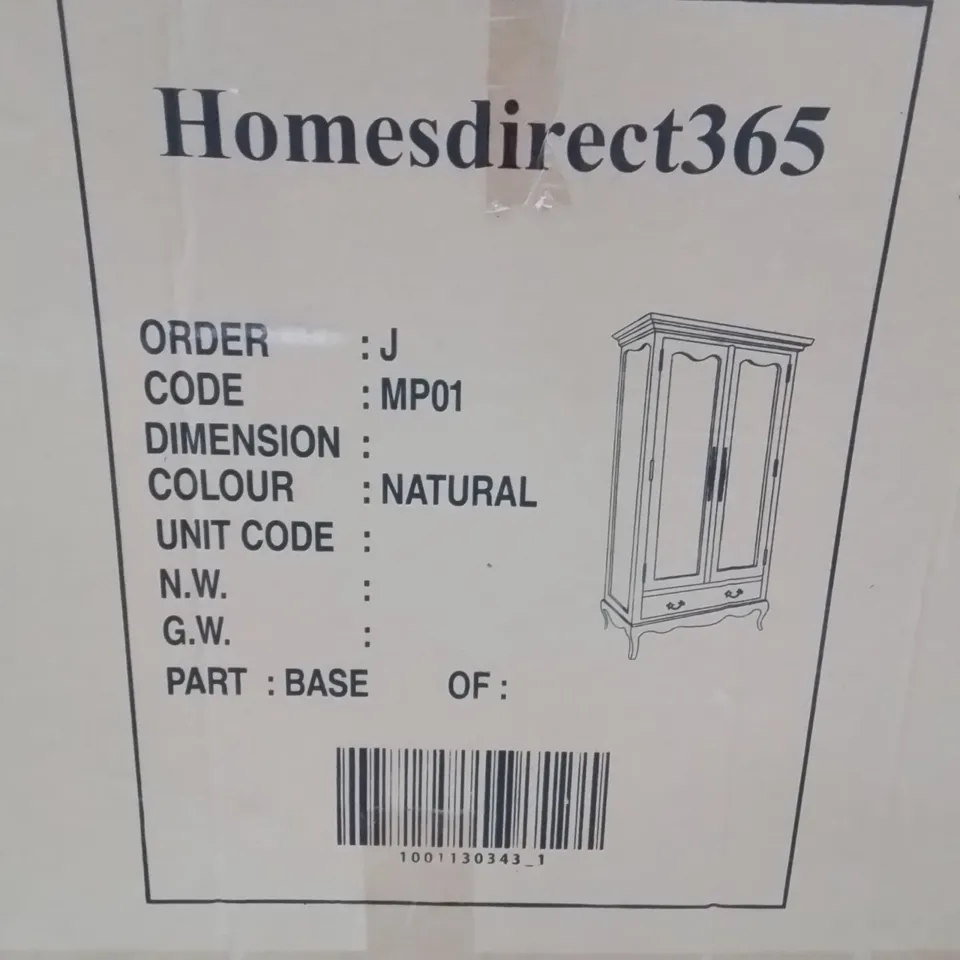 Homesdirect365
ORDER : J
CODE : MP01
DIMENSION :
COLOUR : NATURAL
UNIT CODE :
N.W. :
G.W. :
PART : BASE OF :
1001130343_1